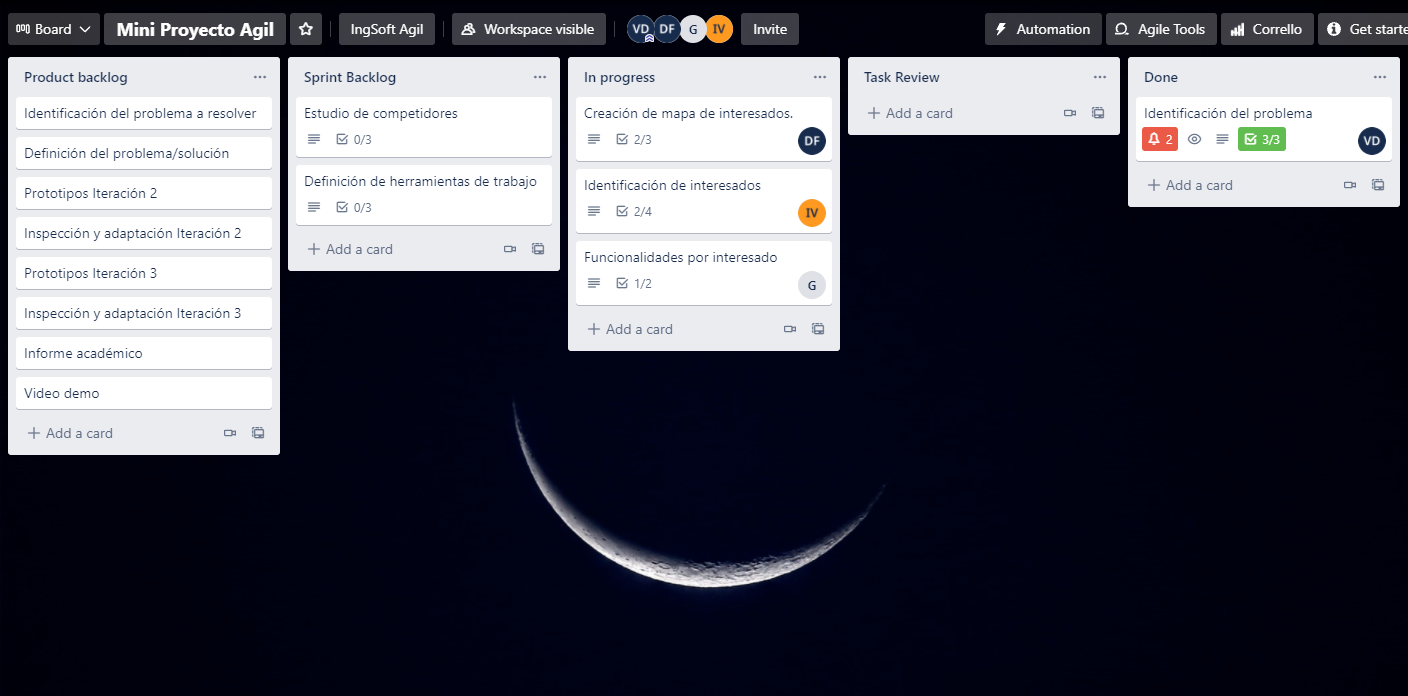 Board
Mini Proyecto Agil
IngSoft Agil
Workspace visible
VD DF G IV
Invite
Automation
Agile Tools
Corrello
Get starte
Product backlog
Identificación del problema a resolver
Definición del problema/solución
Prototipos Iteración 2
Inspección y adaptación Iteración 2
Prototipos Iteración 3
Inspección y adaptación Iteración 3
Informe académico
Video demo
Add a card
Sprint Backlog
Estudio de competidores
0/3
Definición de herramientas de trabajo
0/3
Add a card
In progress
Creación de mapa de interesados.
2/3
DF
Identificación de interesados
2/4
IV
Funcionalidades por interesado
1/2
G
Add a card
Task Review
Add a card
Done
Identificación del problema
2
3/3
VD
Add a card